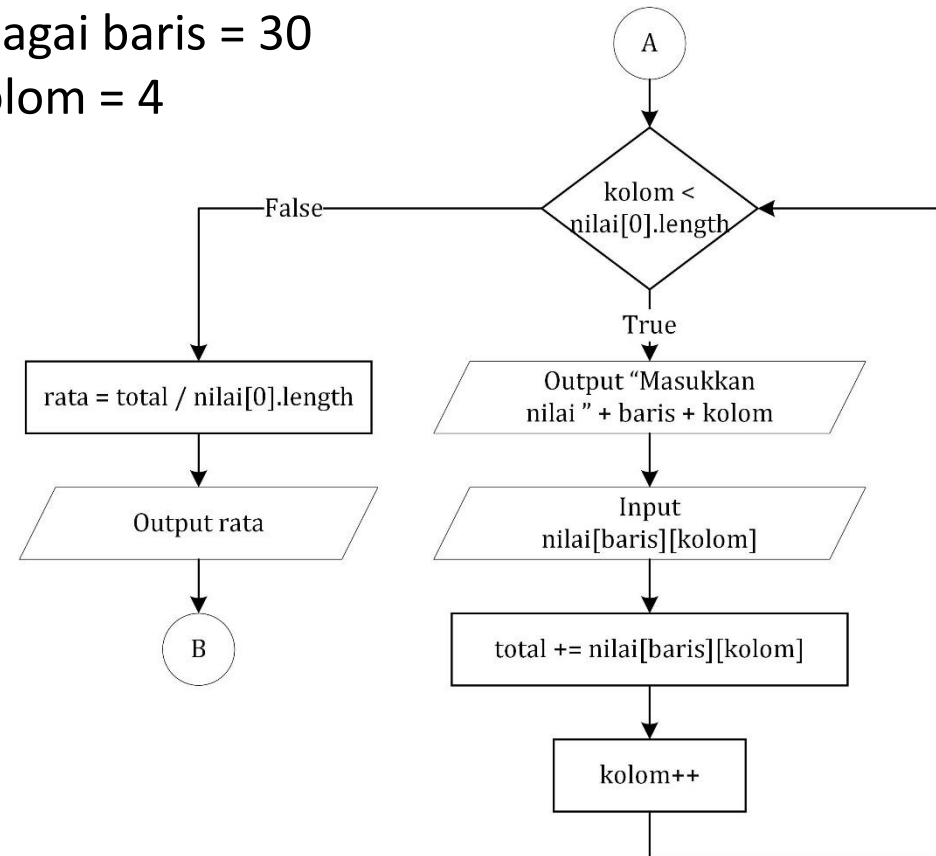 agai baris = 30
lom = 4
A
kolom <
nilai[0].length
False
True
rata = total / nilai[0].length
Output “Masukkan
nilai ” + baris + kolom
Output rata
Input
nilai[baris][kolom]
B
total += nilai[baris][kolom]
kolom++